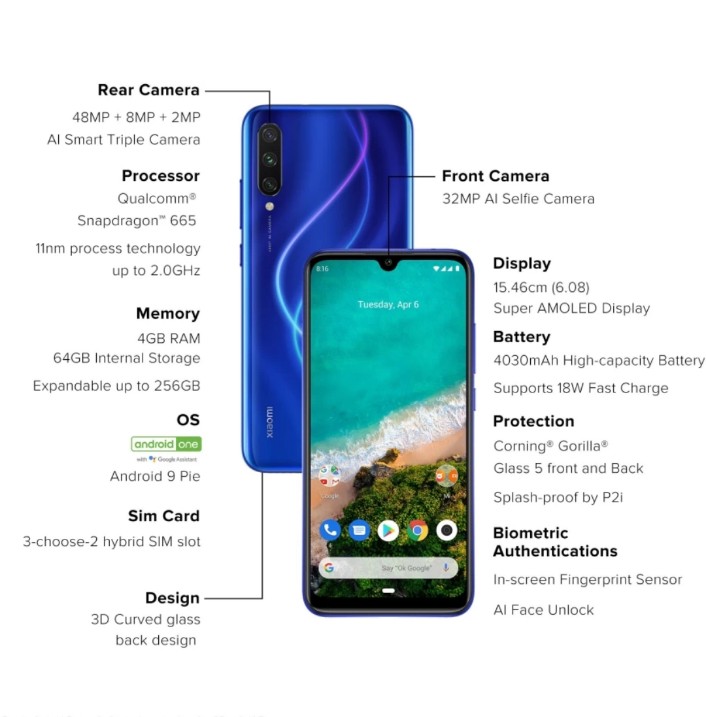 Rear Camera
48MP + 8MP + 2MP
AI Smart Triple Camera
Processor
Qualcomm®
Snapdragon™ 665
11nm process technology
up to 2.0GHz
Memory
4GB RAM
64GB Internal Storage
Expandable up to 256GB
OS
android one
with Google Assistant
Android 9 Pie
Sim Card
3-choose-2 hybrid SIM slot
Design
3D Curved glass
back design
xiaomi
8:16
Tuesday, Apr 6
Google
Mi
Say "Ok Google"
Front Camera
32MP AI Selfie Camera
Display
15.46cm (6.08)
Super AMOLED Display
Battery
4030mAh High-capacity Battery
Supports 18W Fast Charge
Protection
Corning® Gorilla®
Glass 5 front and Back
Splash-proof by P2i
Biometric
Authentications
In-screen Fingerprint Sensor
AI Face Unlock